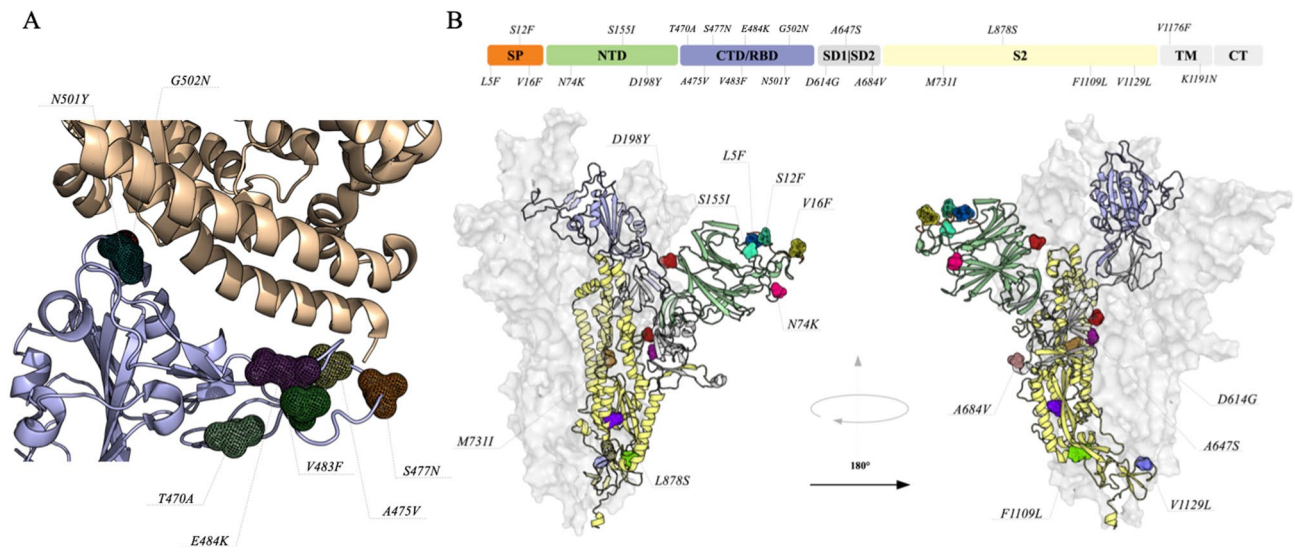 A
G502N
N501Y
V483F
S477N
T470A
A475V
E484K
B
S12F
S155I
T470A
S477N
E484K
G502N
A647S
L878S
V1176F
SP
NTD
CTD/RBD
SD1|SD2
S2
TM
CT
L5F
V16F
N74K
D198Y
A475V
V483F
N501Y
D614G
A684V
M731I
F1109L
V1129L
K1191N
D198Y
L5F
S12F
S155I
V16F
N74K
M731I
L878S
180°
A684V
D614G
A647S
F1109L
V1129L